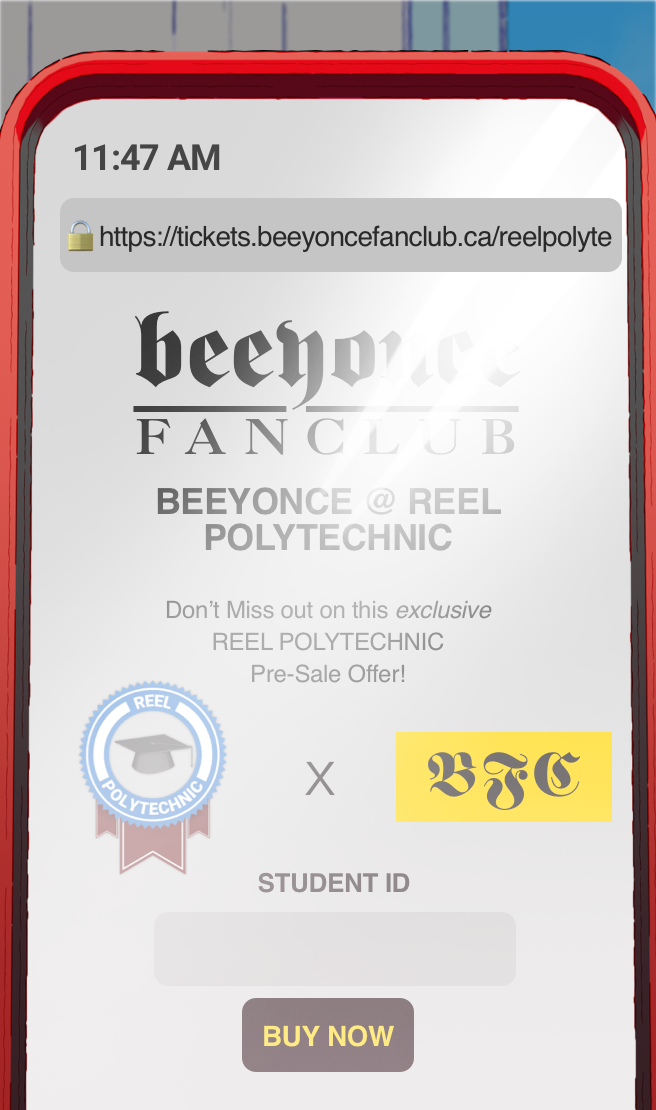 11:47 AM
https://tickets.beeyoncefanclub.ca/reelpolyte
beeyonce
FANCLUB
BEEYONCE @ REEL
POLYTECHNIC
Don't Miss out on this exclusive
REEL POLYTECHNIC
Pre-Sale Offer!
REEL
POLYTECHNIC
X
BFC
STUDENT ID
BUY NOW